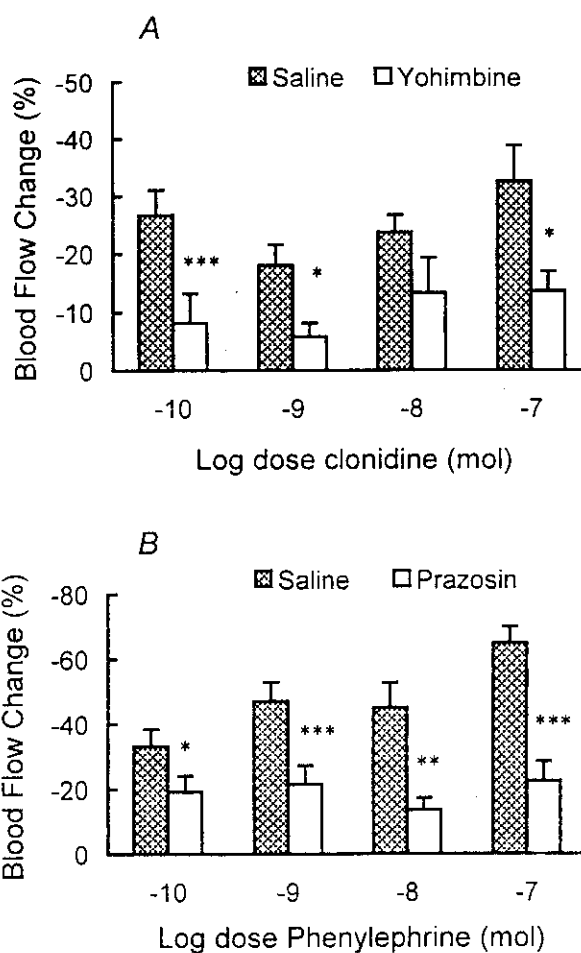 A
Saline Yohimbine
Blood Flow Change (%)
-50
-40
-30
-20
-10
0
***
*
*
-10 -9 -8 -7
Log dose clonidine (mol)
B
Saline Prazosin
Blood Flow Change (%)
-80
-60
-40
-20
0
*
***
**
***
-10 -9 -8 -7
Log dose Phenylephrine (mol)